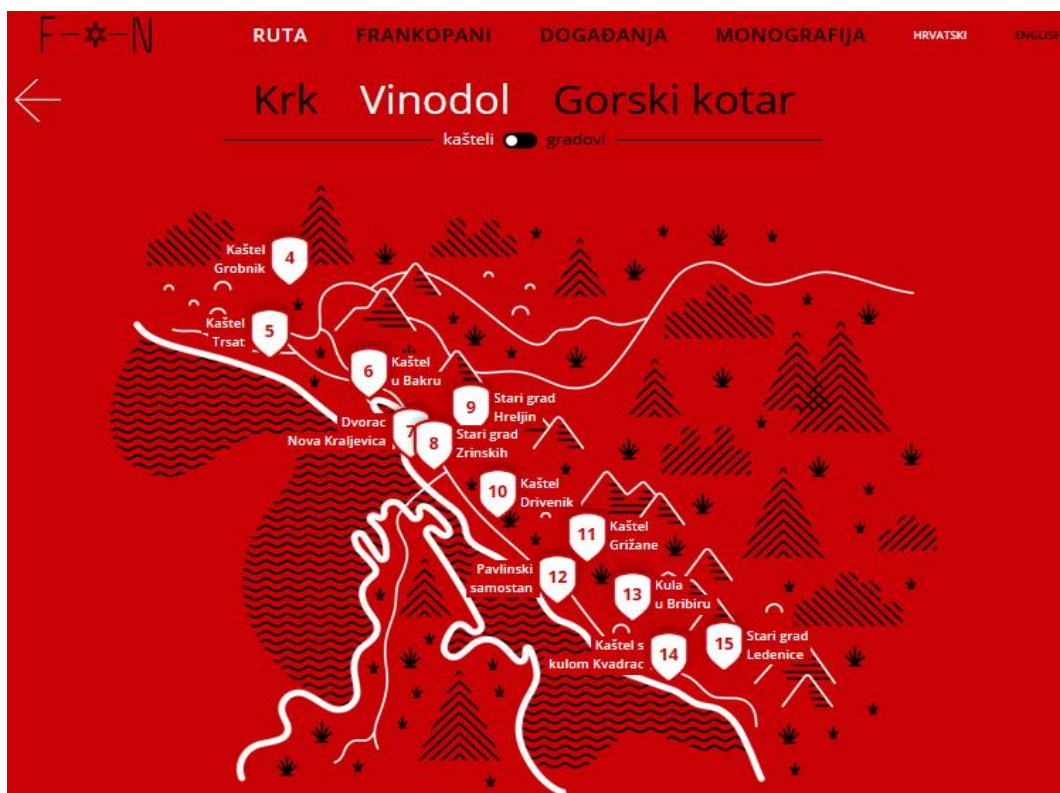 F N
RUTA FRANKOPANI DOGAĐANJA MONOGRAFIJA HRVATSKI ENGLISH
Krk Vinodol Gorski kotar
kašteli gradovi
Kaštel
Grobnik
4
Kaštel
Trsat
5
6
Kaštel
u Bakru
9
Stari grad
Hreljin
Dvorac
Nova Kraljevica
7
8
Stari grad
Zrinskih
10
Kaštel
Drivenik
11
Kaštel
Grižane
Pavlinski
samostan
12
13
Kula
u Bribiru
Kaštel s
kulom Kvadrac
14
15
Stari grad
Ledenice